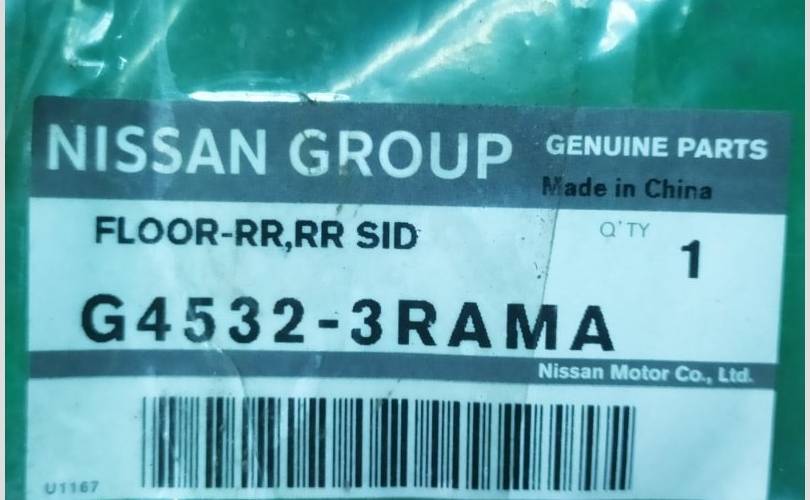 NISSAN GROUP GENUINE PARTS
Made in China
FLOOR-RR,RR SID Q'TY 1
G4532-3RAMA
Nissan Motor Co., Ltd.
U1167